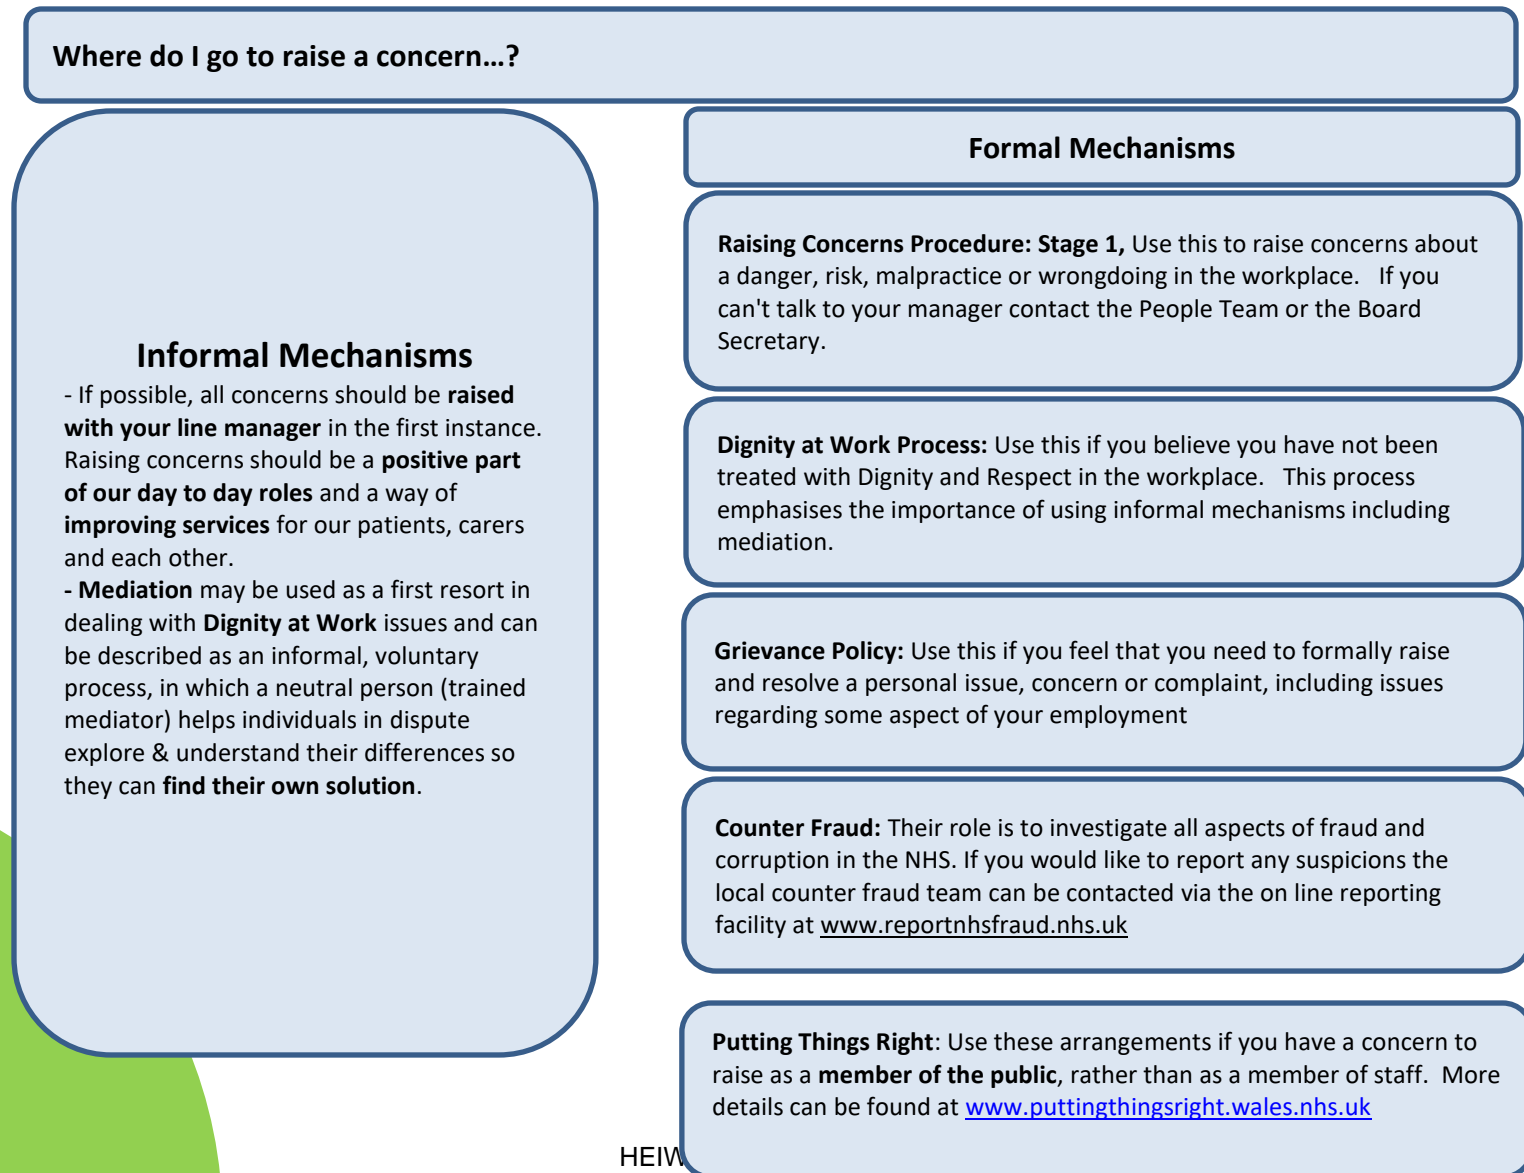 Where do I go to raise a concern…?
Informal Mechanisms
- If possible, all concerns should be raised
with your line manager in the first instance.
Raising concerns should be a positive part
of our day to day roles and a way of
improving services for our patients, carers
and each other.
- Mediation may be used as a first resort in
dealing with Dignity at Work issues and can
be described as an informal, voluntary
process, in which a neutral person (trained
mediator) helps individuals in dispute
explore & understand their differences so
they can find their own solution.
Formal Mechanisms
Raising Concerns Procedure: Stage 1, Use this to raise concerns about
a danger, risk, malpractice or wrongdoing in the workplace.   If you
can't talk to your manager contact the People Team or the Board
Secretary.
Dignity at Work Process: Use this if you believe you have not been
treated with Dignity and Respect in the workplace.   This process
emphasises the importance of using informal mechanisms including
mediation.
Grievance Policy: Use this if you feel that you need to formally raise
and resolve a personal issue, concern or complaint, including issues
regarding some aspect of your employment
Counter Fraud: Their role is to investigate all aspects of fraud and
corruption in the NHS. If you would like to report any suspicions the
local counter fraud team can be contacted via the on line reporting
facility at www.reportnhsfraud.nhs.uk
Putting Things Right: Use these arrangements if you have a concern to
raise as a member of the public, rather than as a member of staff.  More
details can be found at www.puttingthingsright.wales.nhs.uk